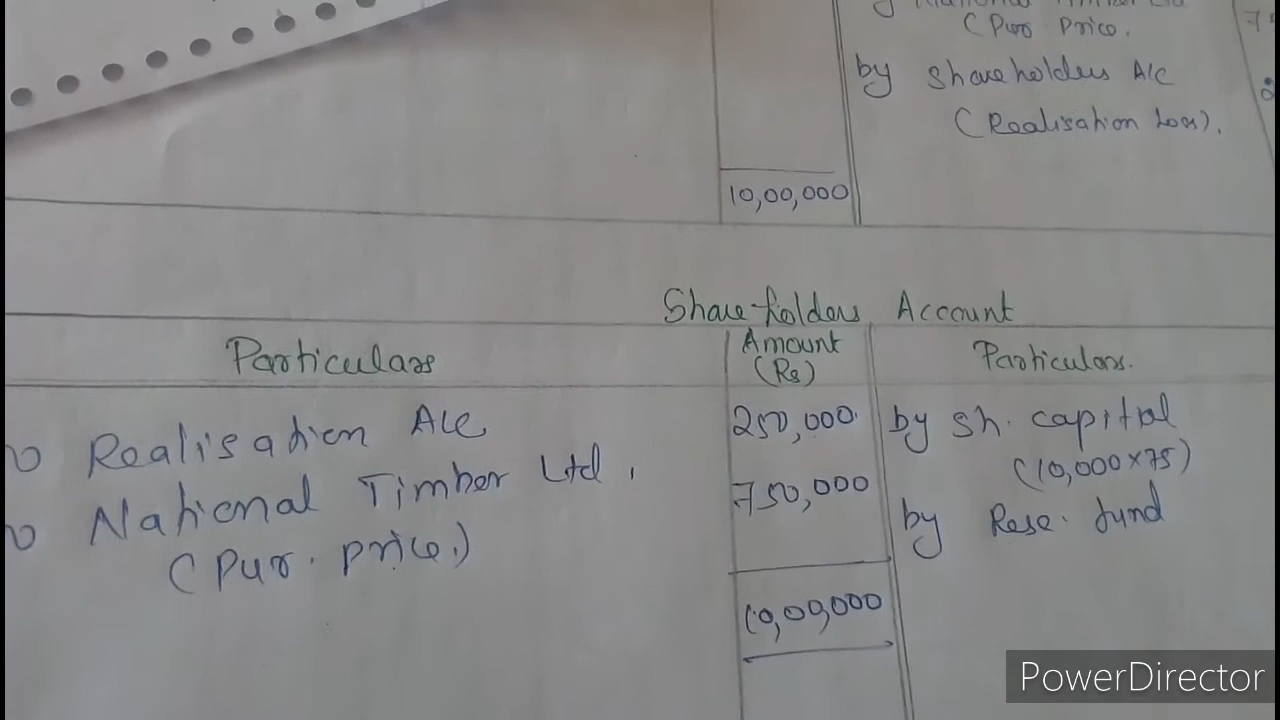 (Pur. Price.
by Shareholders A/c
(Realisation Loss).
10,00,000
Shareholders Account
Particulars Amount (Rs) Particulars.
Realisation A/c 250,000 by sh. capital
(10,000×75)
National Timber Ltd. 750,000 by Rese. fund
(Pur. price.)
10,00,000
PowerDirector